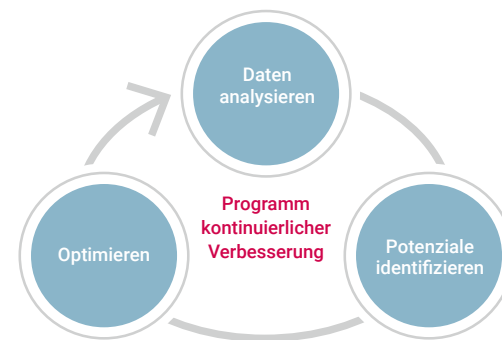 Daten
analysieren
Programm
kontinuierlicher
Verbesserung
Optimieren
Potenziale
identifizieren